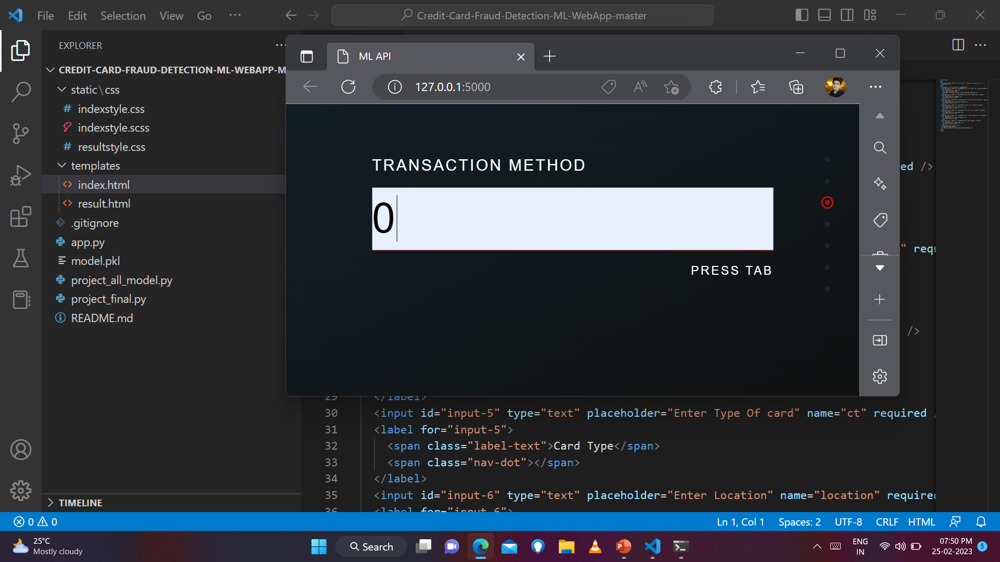 File Edit Selection View Go ···
Credit-Card-Fraud-Detection-ML-WebApp-master
EXPLORER
CREDIT-CARD-FRAUD-DETECTION-ML-WEBAPP-M
static\css
indexstyle.css
indexstyle.scss
resultstyle.css
templates
index.html
result.html
.gitignore
app.py
model.pkl
project_all_model.py
project_final.py
README.md
TIMELINE
ML API
127.0.0.1:5000
TRANSACTION METHOD
0
PRESS TAB
ed />
" requ
/>
29 </label>
30 <input id="input-5" type="text" placeholder="Enter Type Of card" name="ct" required /
31 <label for="input-5">
32 <span class="label-text">Card Type</span>
33 <span class="nav-dot"></span>
34 </label>
35 <input id="input-6" type="text" placeholder="Enter Location" name="location" required
36 <label for="input-6">
0 0
Ln 1, Col 1 Spaces: 2 UTF-8 CRLF HTML
25°C
Mostly cloudy
Search
ENG
IN
07:50 PM
25-02-2023
5